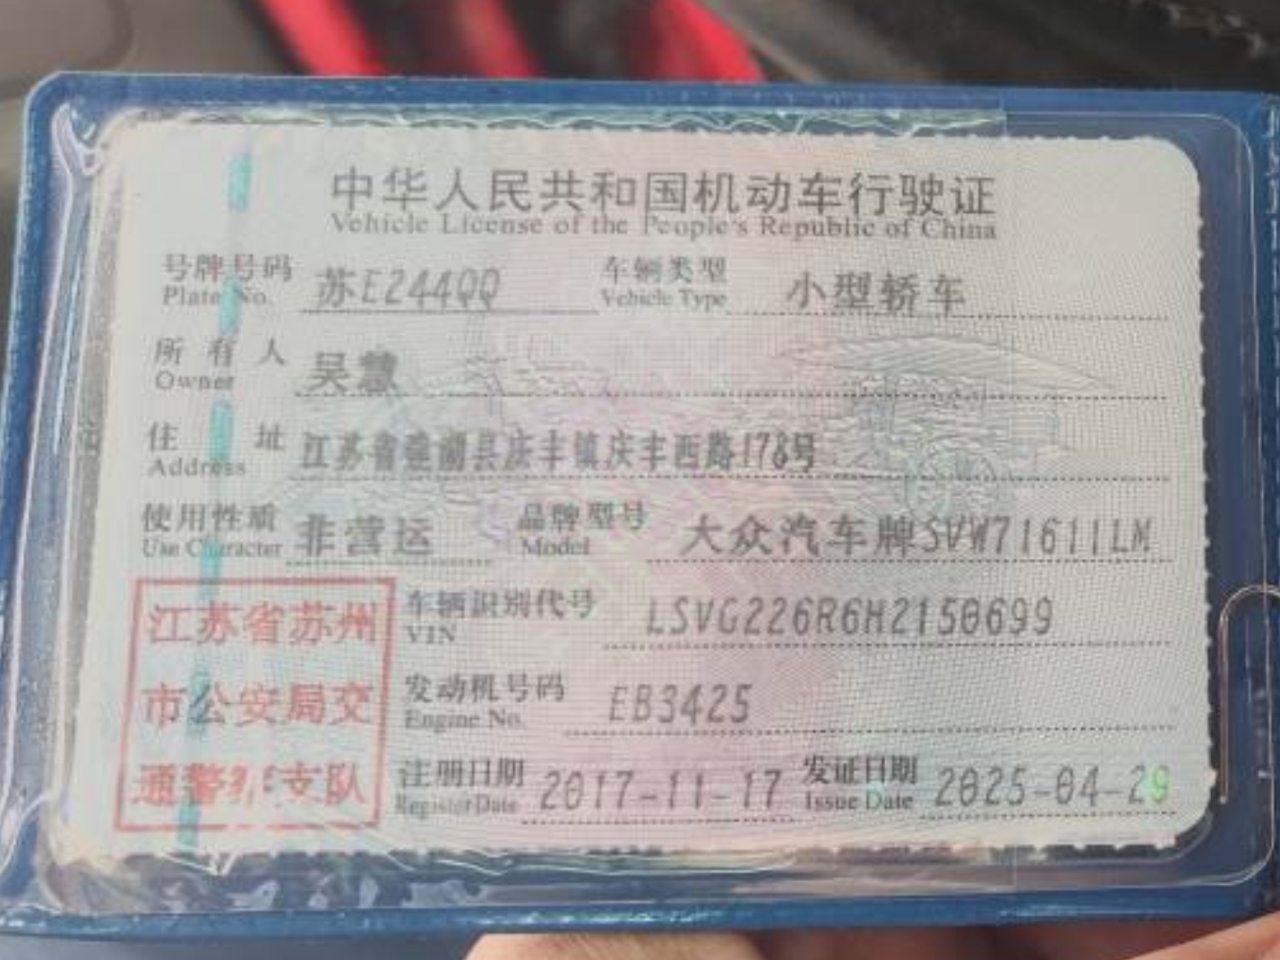 中华人民共和国机动车行驶证
Vehicle License of the People's Republic of China
号牌号码 苏E244QQ 车辆类型 小型轿车
Plate No. Vehicle Type
所有人 吴慧
Owner
住址 江苏省建湖县庆丰镇庆丰西路178号
Address
使用性质 非营运 品牌型号 大众汽车牌SVW71611LM
Use Character Model
江苏省苏州
市公安局交
通警察支队
车辆识别代号 LSVG226R6H2150699
VIN
发动机号码 EB3425
Engine No.
注册日期 2017-11-17 发证日期 2025-04-29
Register Date Issue Date